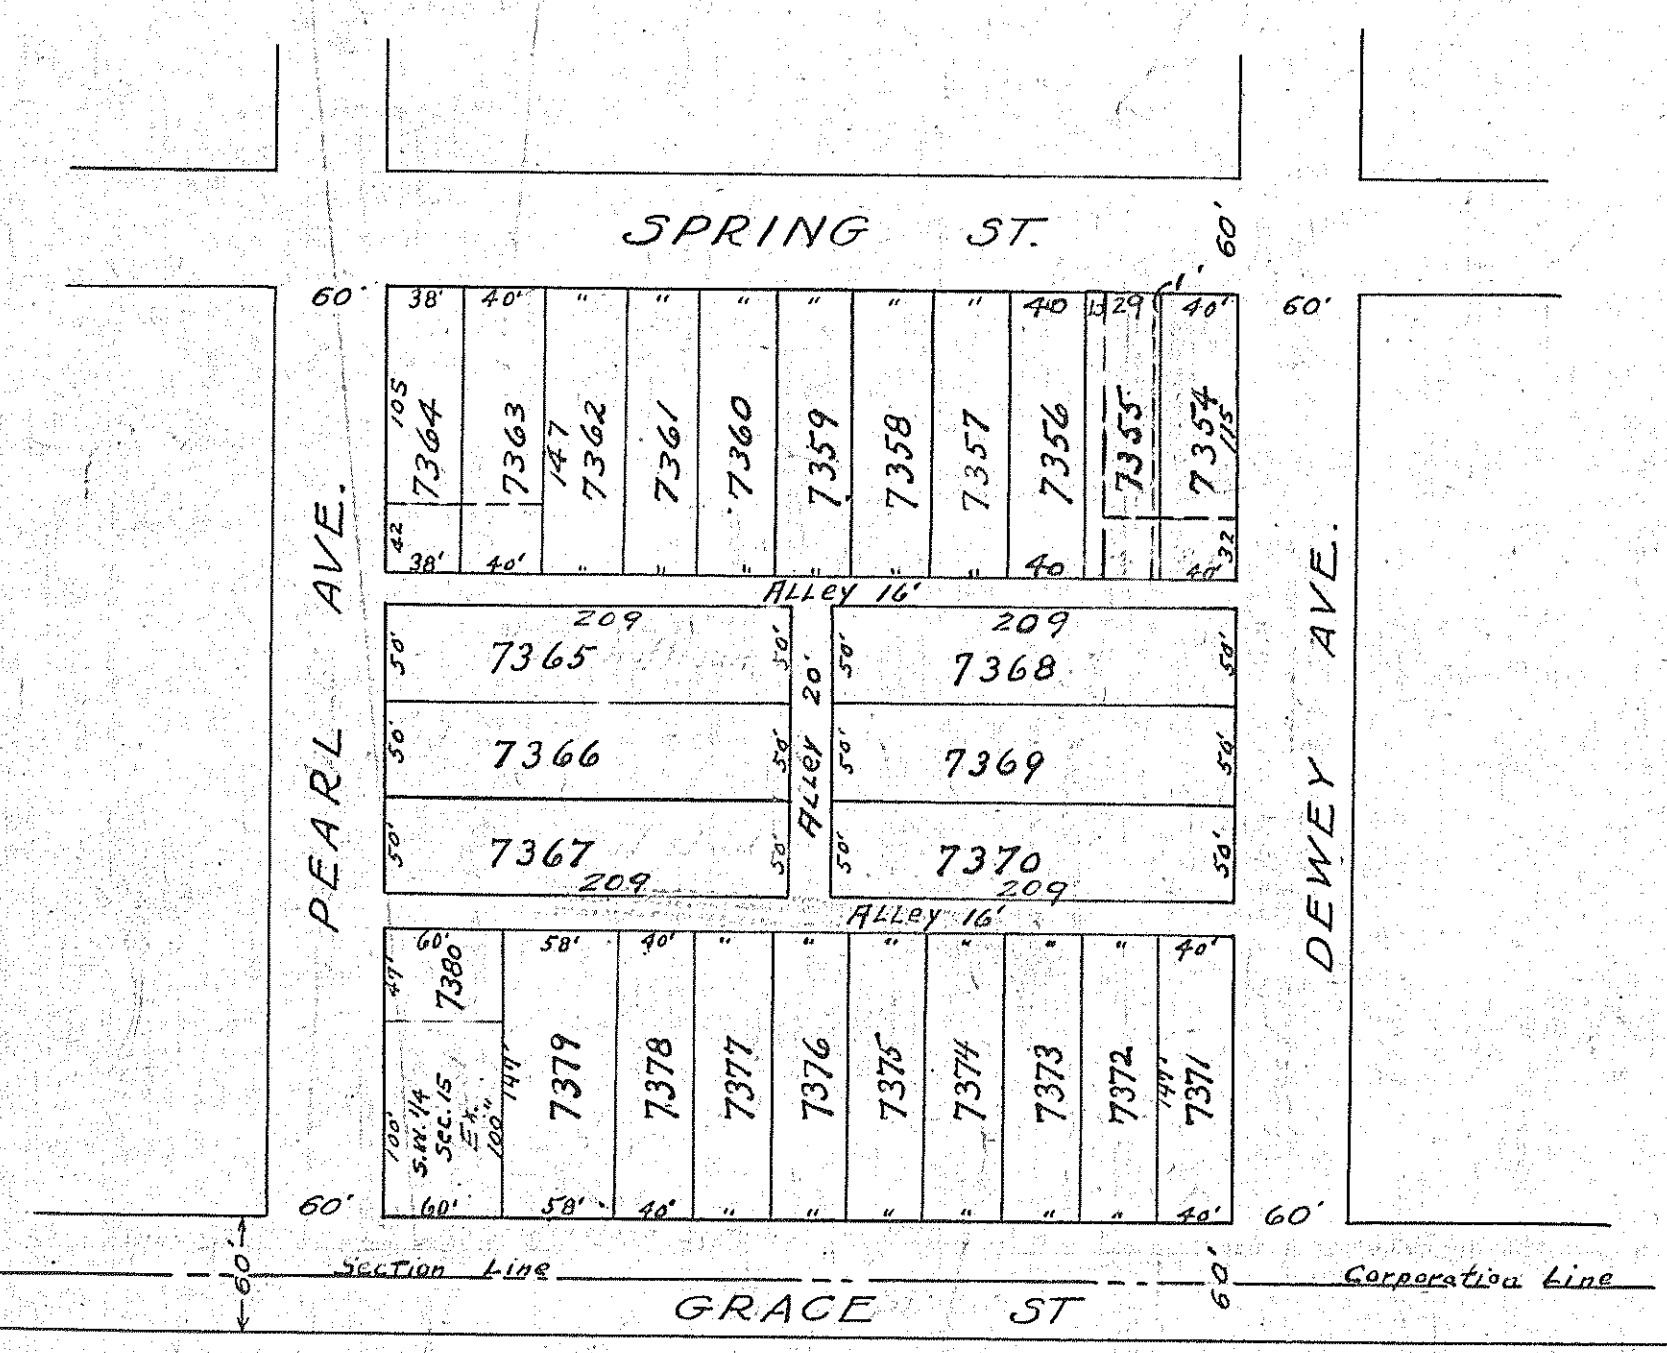 SPRING ST.
60'
60' 38' 40' " " " " " " 40 29 1' 40' 60'
105 7364
7363
147 7362
7361
7360
7359
7358
7357
7356
7355
7354 115
42
32
38' 40' " " " " " " 40 40'
Alley 16'
PEARL AVE.
DEWEY AVE.
209
50' 7365 50'
50' 7366 50'
50' 7367 50'
209
Alley 20'
209
50' 7368 50'
50' 7369 50'
50' 7370 50'
209
Alley 16'
60' 58' 40' " " " " " " 40'
47' 7380
100'
S.W. 1/4
Sec. 15
Ex.
100"
147'
7379
7378
7377
7376
7375
7374
7373
7372
147'
7371
60' 60' 58' 40' " " " " " " 40' 60'
60'
Section Line
Corporation Line
60'
GRACE ST